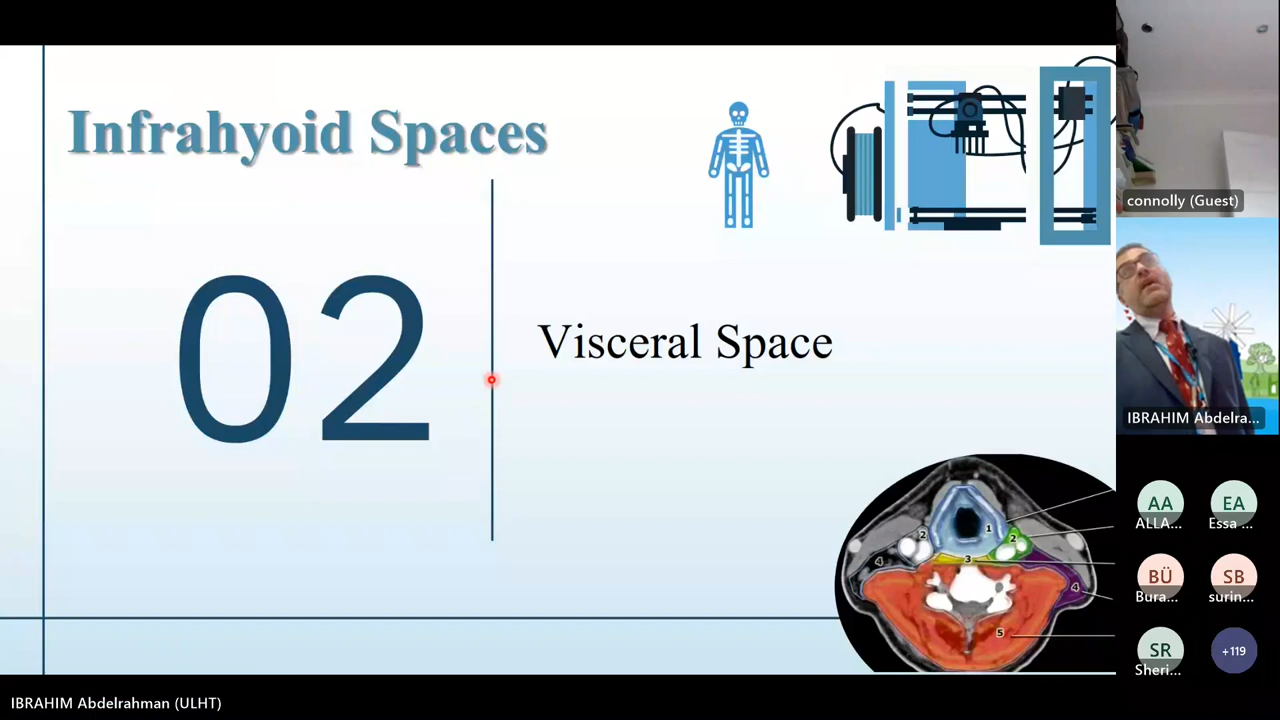 Infrahyoid Spaces
02
Visceral Space
1
2
2
3
4
4
5
connolly (Guest)
IBRAHIM Abdelra...
AA
ALLA...
EA
Essa ...
BÜ
Bura...
SB
surin...
SR
Sheri...
+119
IBRAHIM Abdelrahman (ULHT)